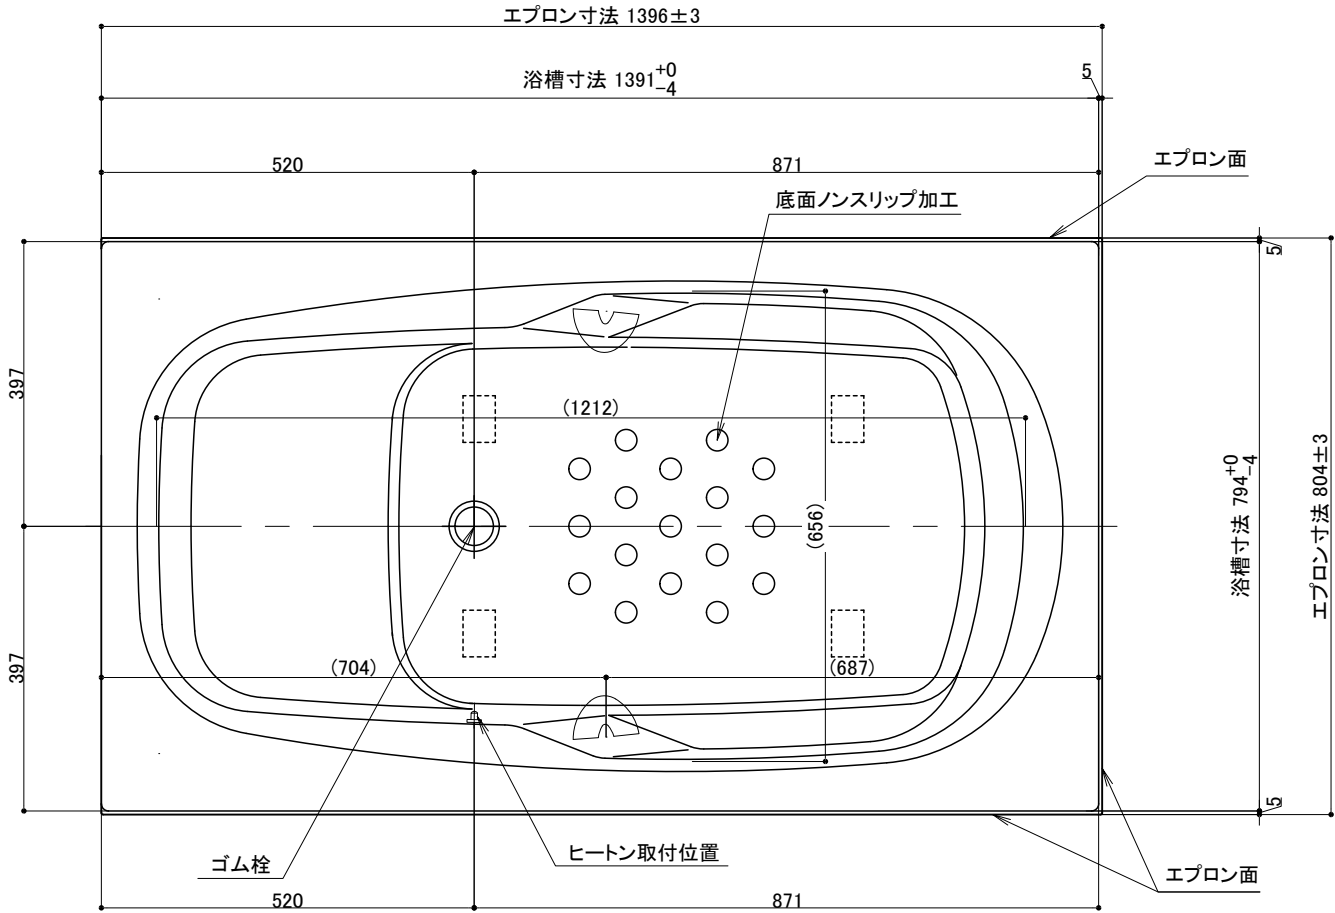 エプロン寸法 1396±3
浴槽寸法 1391 +0 −4
5
520
871
エプロン面
底面ノンスリップ加工
5
397
(1212)
(656)
浴槽寸法 794 +0 −4
エプロン寸法 804±3
397
(704)
(687)
5
ゴム栓
ヒートン取付位置
エプロン面
520
871